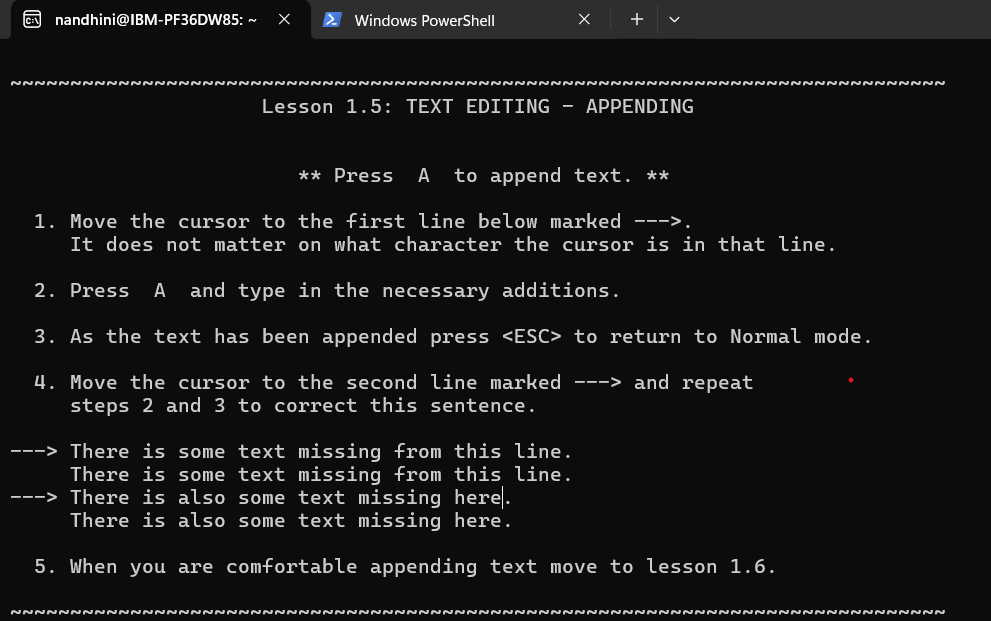 nandhini@IBM-PF36DW85: ~ Windows PowerShell
~~~~~~~~~~~~~~~~~~~~~~~~~~~~~~~~~~~~~~~~~~~~~~~~~~~~~~~~~~~~~~~~~~~~~~~~~~~~~~
Lesson 1.5: TEXT EDITING - APPENDING
** Press  A  to append text. **
1. Move the cursor to the first line below marked --->.
It does not matter on what character the cursor is in that line.
2. Press  A  and type in the necessary additions.
3. As the text has been appended press <ESC> to return to Normal mode.
4. Move the cursor to the second line marked ---> and repeat
steps 2 and 3 to correct this sentence.
---> There is some text missing from this line.
There is some text missing from this line.
---> There is also some text missing here.
There is also some text missing here.
5. When you are comfortable appending text move to lesson 1.6.
~~~~~~~~~~~~~~~~~~~~~~~~~~~~~~~~~~~~~~~~~~~~~~~~~~~~~~~~~~~~~~~~~~~~~~~~~~~~~~